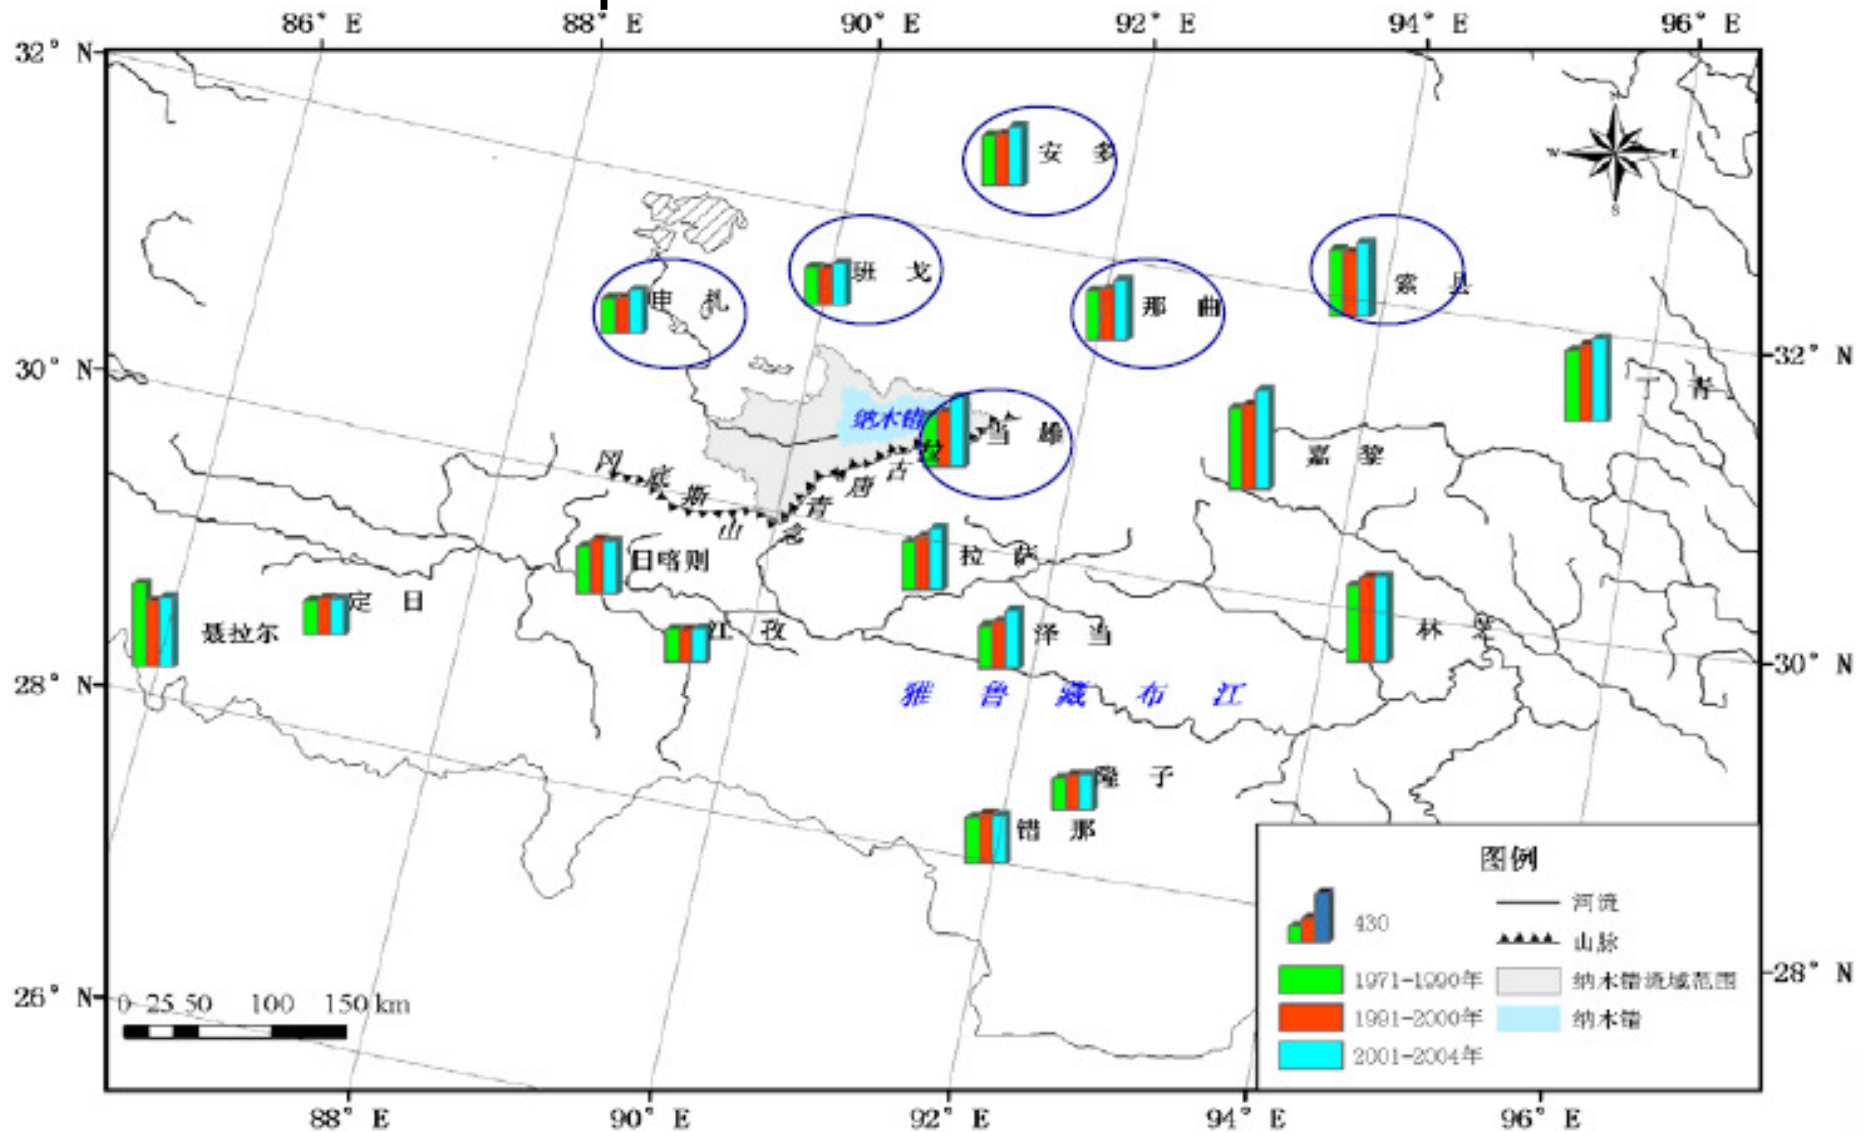 86° E 88° E 90° E 92° E 94° E 96° E
32° N
N
安 多
W E
S
班 戈
申 扎
那 曲
索 县
30° N
32° N
丁 青
纳木错
当 雄
拉
冈 底 斯 山
念 青 唐 古
嘉 黎
日喀则
拉 萨
定 日
聂拉尔
江 孜
泽 当
林 芝
28° N
30° N
雅 鲁 藏 布 江
隆 子
错 那
图例
430
河流
山脉
28° N
1971-1990年
纳木错流域范围
26° N
0 25 50 100 150 km
1991-2000年
纳木错
2001-2004年
88° E 90° E 92° E 94° E 96° E